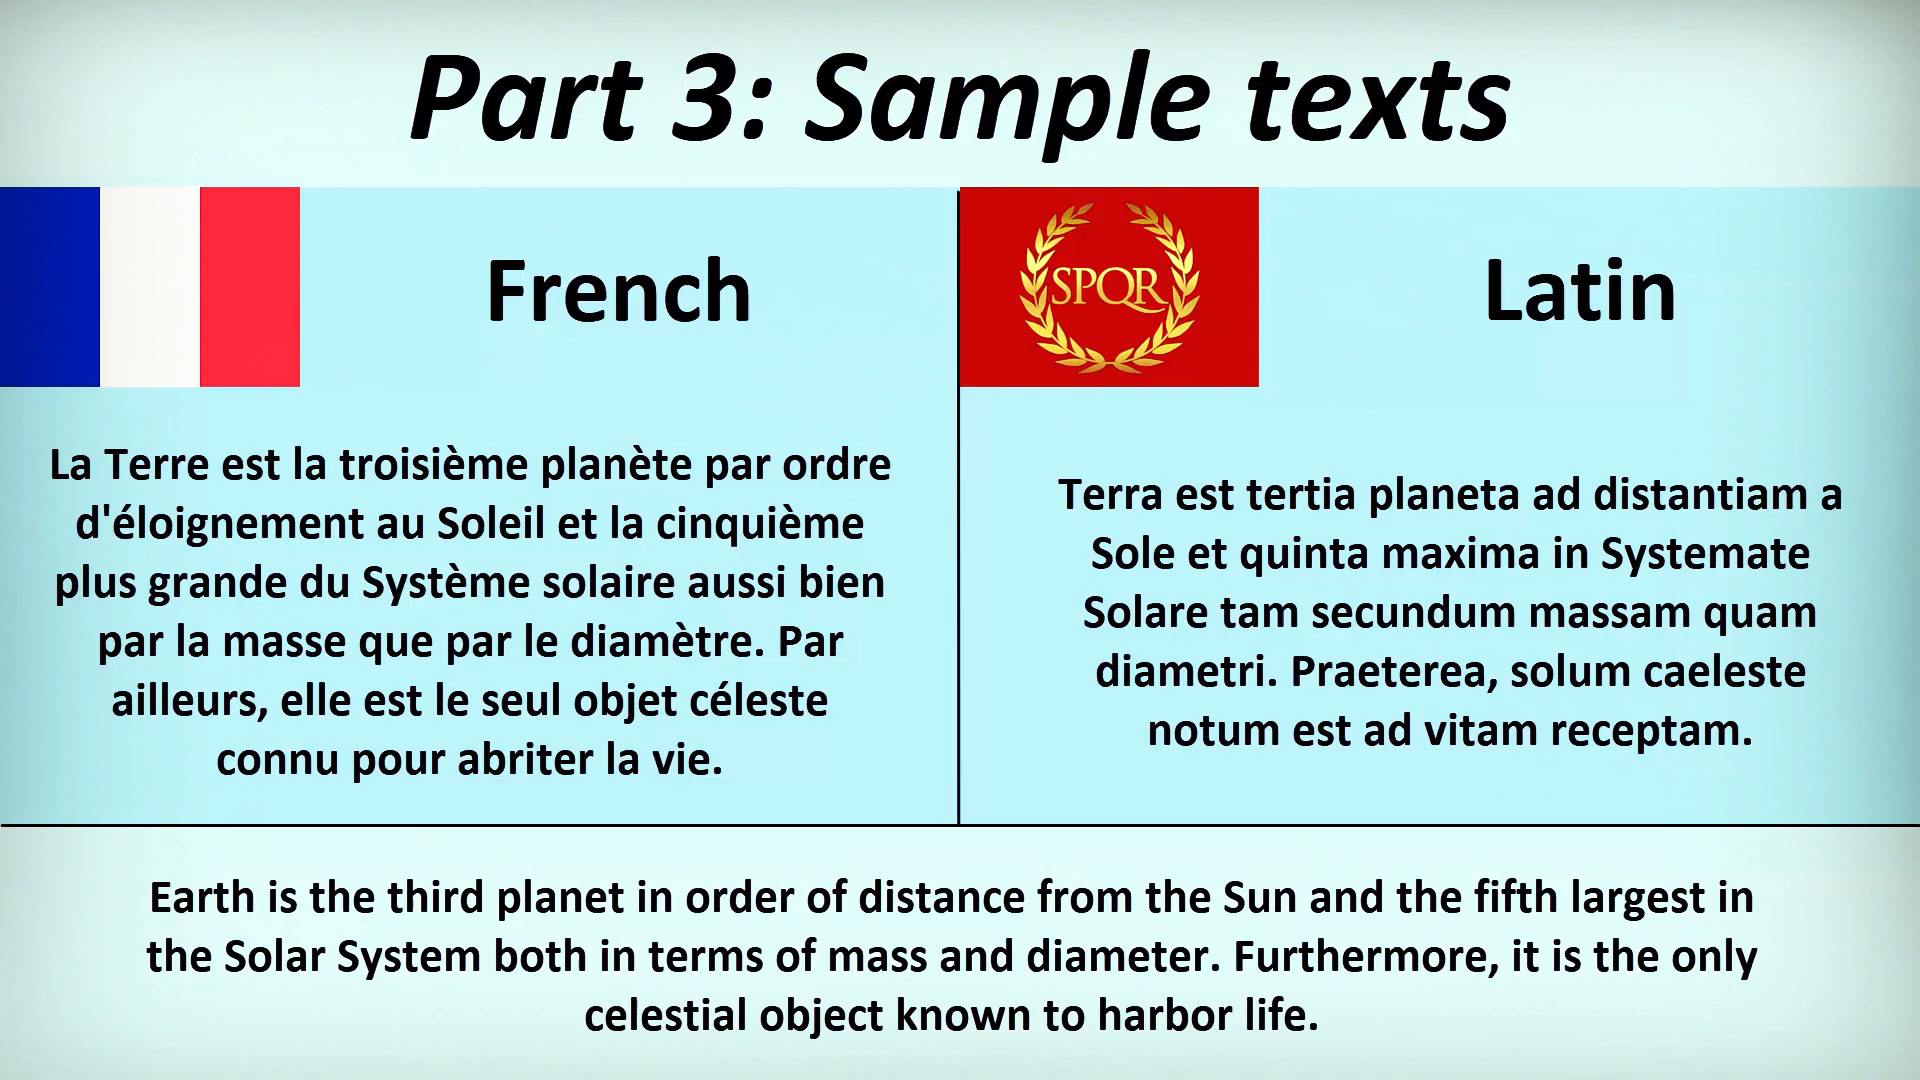 Part 3: Sample texts
French
La Terre est la troisième planète par ordre
d'éloignement au Soleil et la cinquième
plus grande du Système solaire aussi bien
par la masse que par le diamètre. Par
ailleurs, elle est le seul objet céleste
connu pour abriter la vie.
SPQR
Latin
Terra est tertia planeta ad distantiam a
Sole et quinta maxima in Systemate
Solare tam secundum massam quam
diametri. Praeterea, solum caeleste
notum est ad vitam receptam.
Earth is the third planet in order of distance from the Sun and the fifth largest in
the Solar System both in terms of mass and diameter. Furthermore, it is the only
celestial object known to harbor life.